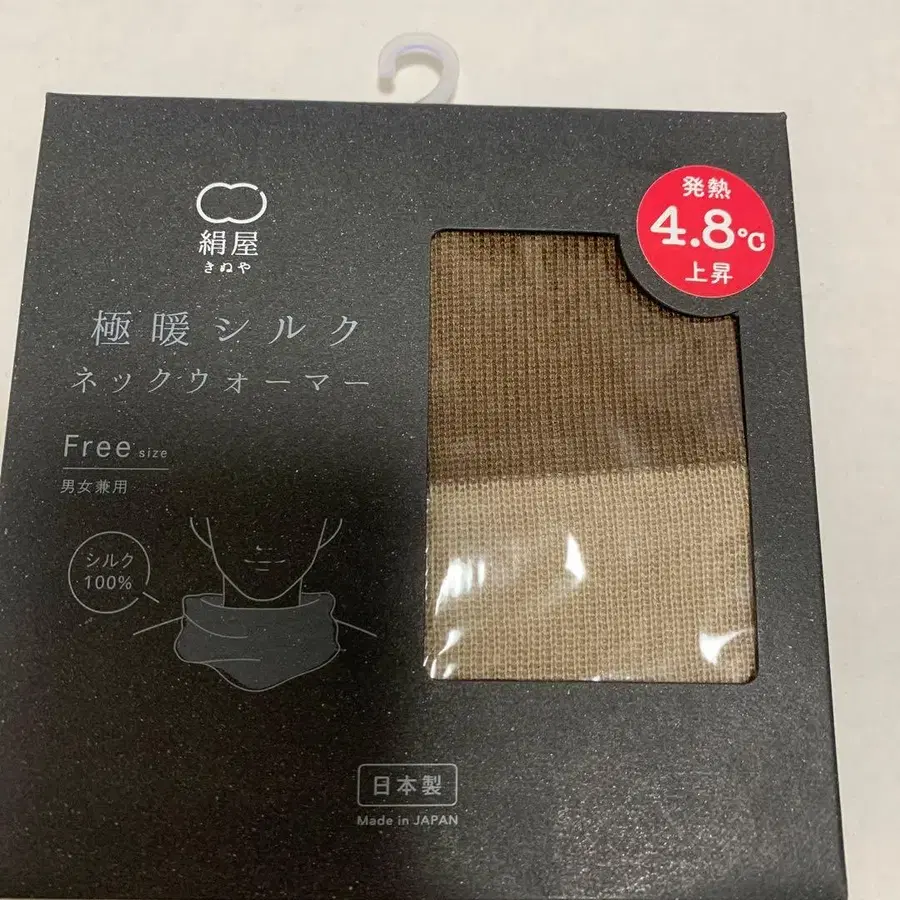 絹屋
きぬや
極暖シルク
ネックウォーマー
Free size
男女兼用
シルク
100%
発熱
4.8℃
上昇
日本製
Made in JAPAN